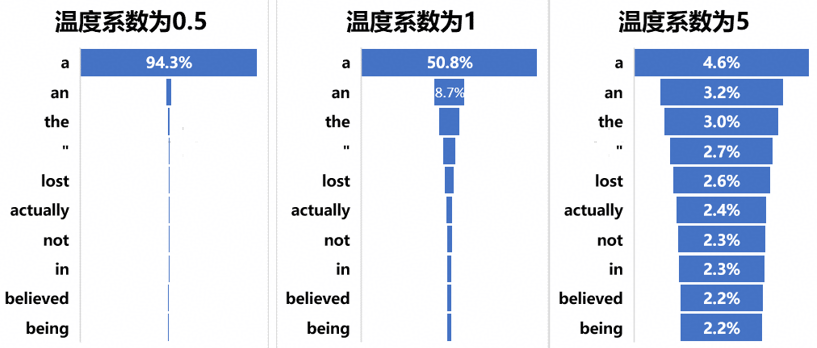 温度系数为0.5
a 94.3%
an
the
"
lost
actually
not
in
believed
being
温度系数为1
a 50.8%
an 8.7%
the
"
lost
actually
not
in
believed
being
温度系数为5
a 4.6%
an 3.2%
the 3.0%
" 2.7%
lost 2.6%
actually 2.4%
not 2.3%
in 2.3%
believed 2.2%
being 2.2%